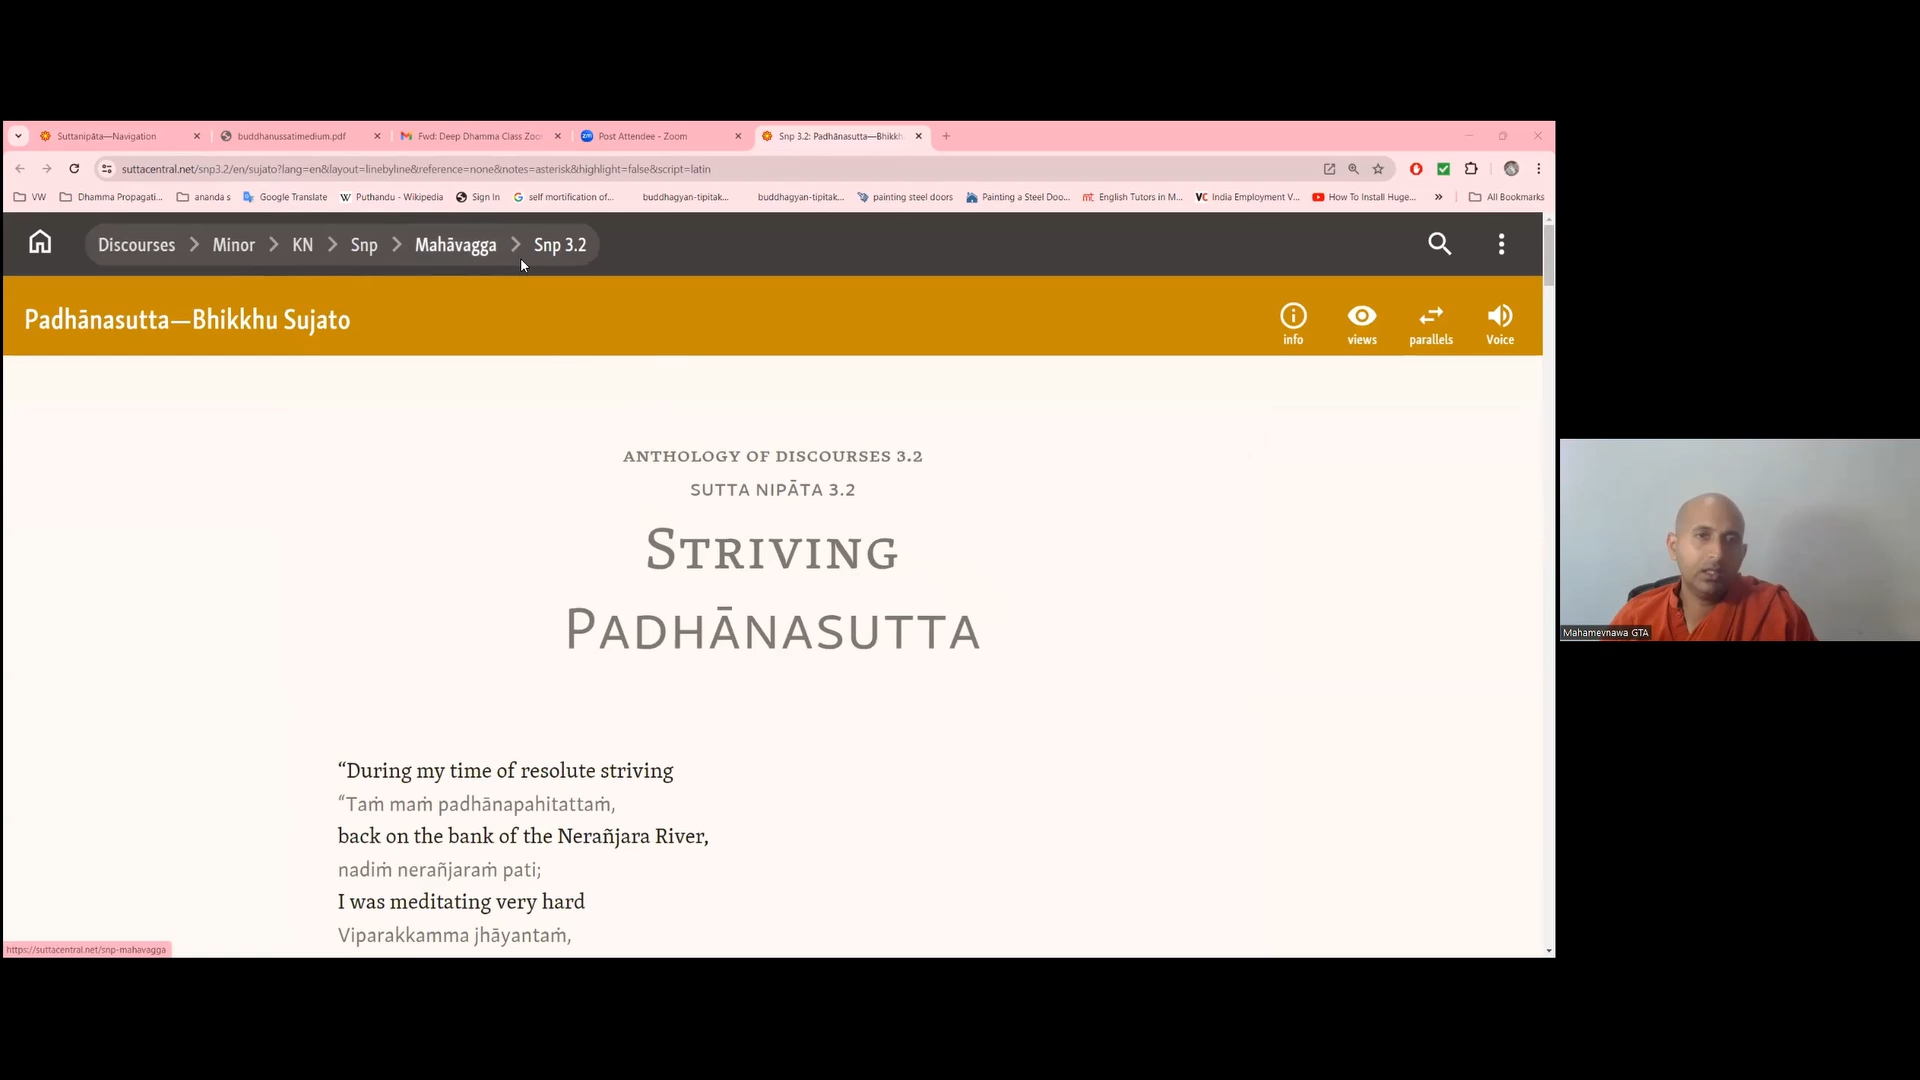 Suttanipāta—Navigation
buddhanussatimedium.pdf
Fwd: Deep Dhamma Class Zoo
Post Attendee - Zoom
Snp 3.2: Padhānasutta—Bhikkh
suttacentral.net/snp3.2/en/sujato?lang=en&layout=linebyline&reference=none&notes=asterisk&highlight=false&script=latin
VW
Dhamma Propagati...
ananda s
Google Translate
Puthandu - Wikipedia
Sign In
self mortification of...
buddhagyan-tipitak...
buddhagyan-tipitak...
painting steel doors
Painting a Steel Doo...
English Tutors in M...
India Employment V...
How To Install Huge...
»
All Bookmarks
Discourses > Minor > KN > Snp > Mahāvagga > Snp 3.2
Padhānasutta—Bhikkhu Sujato
info
views
parallels
Voice
ANTHOLOGY OF DISCOURSES 3.2
SUTTA NIPĀTA 3.2
STRIVING
PADHĀNASUTTA
“During my time of resolute striving
“Taṁ maṁ padhānapahitattaṁ,
back on the bank of the Nerañjara River,
nadiṁ nerañjaraṁ pati;
I was meditating very hard
Viparakkamma jhāyantaṁ,
https://suttacentral.net/snp-mahavagga
Mahamevnawa GTA